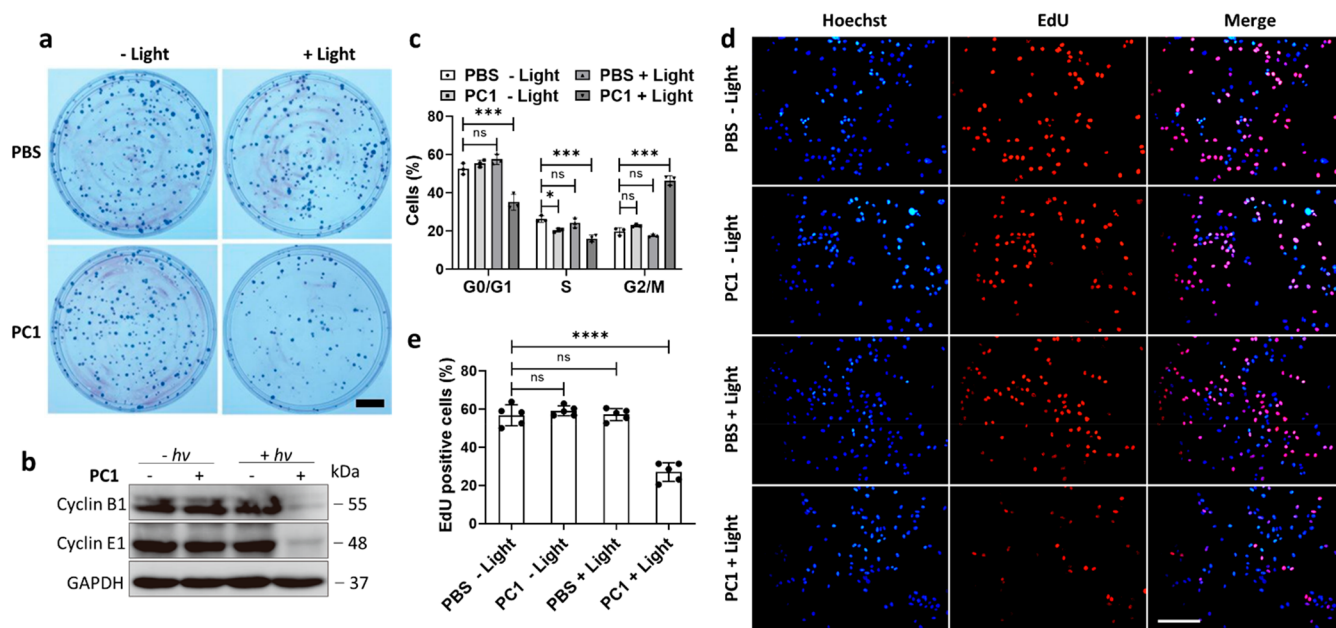 a
- Light + Light
PBS
PC1
b
- hv + hv
PC1 - + - + kDa
Cyclin B1 – 55
Cyclin E1 – 48
GAPDH – 37
c
PBS - Light PBS + Light
PC1 - Light PC1 + Light
Cells (%)
80
60
40
20
0
***
ns
***
ns
*
***
ns
ns
G0/G1 S G2/M
e
EdU positive cells (%)
80
60
40
20
0
****
ns
ns
PBS - Light PC1 - Light PBS + Light PC1 + Light
d
Hoechst EdU Merge
PBS - Light
PC1 - Light
PBS + Light
PC1 + Light